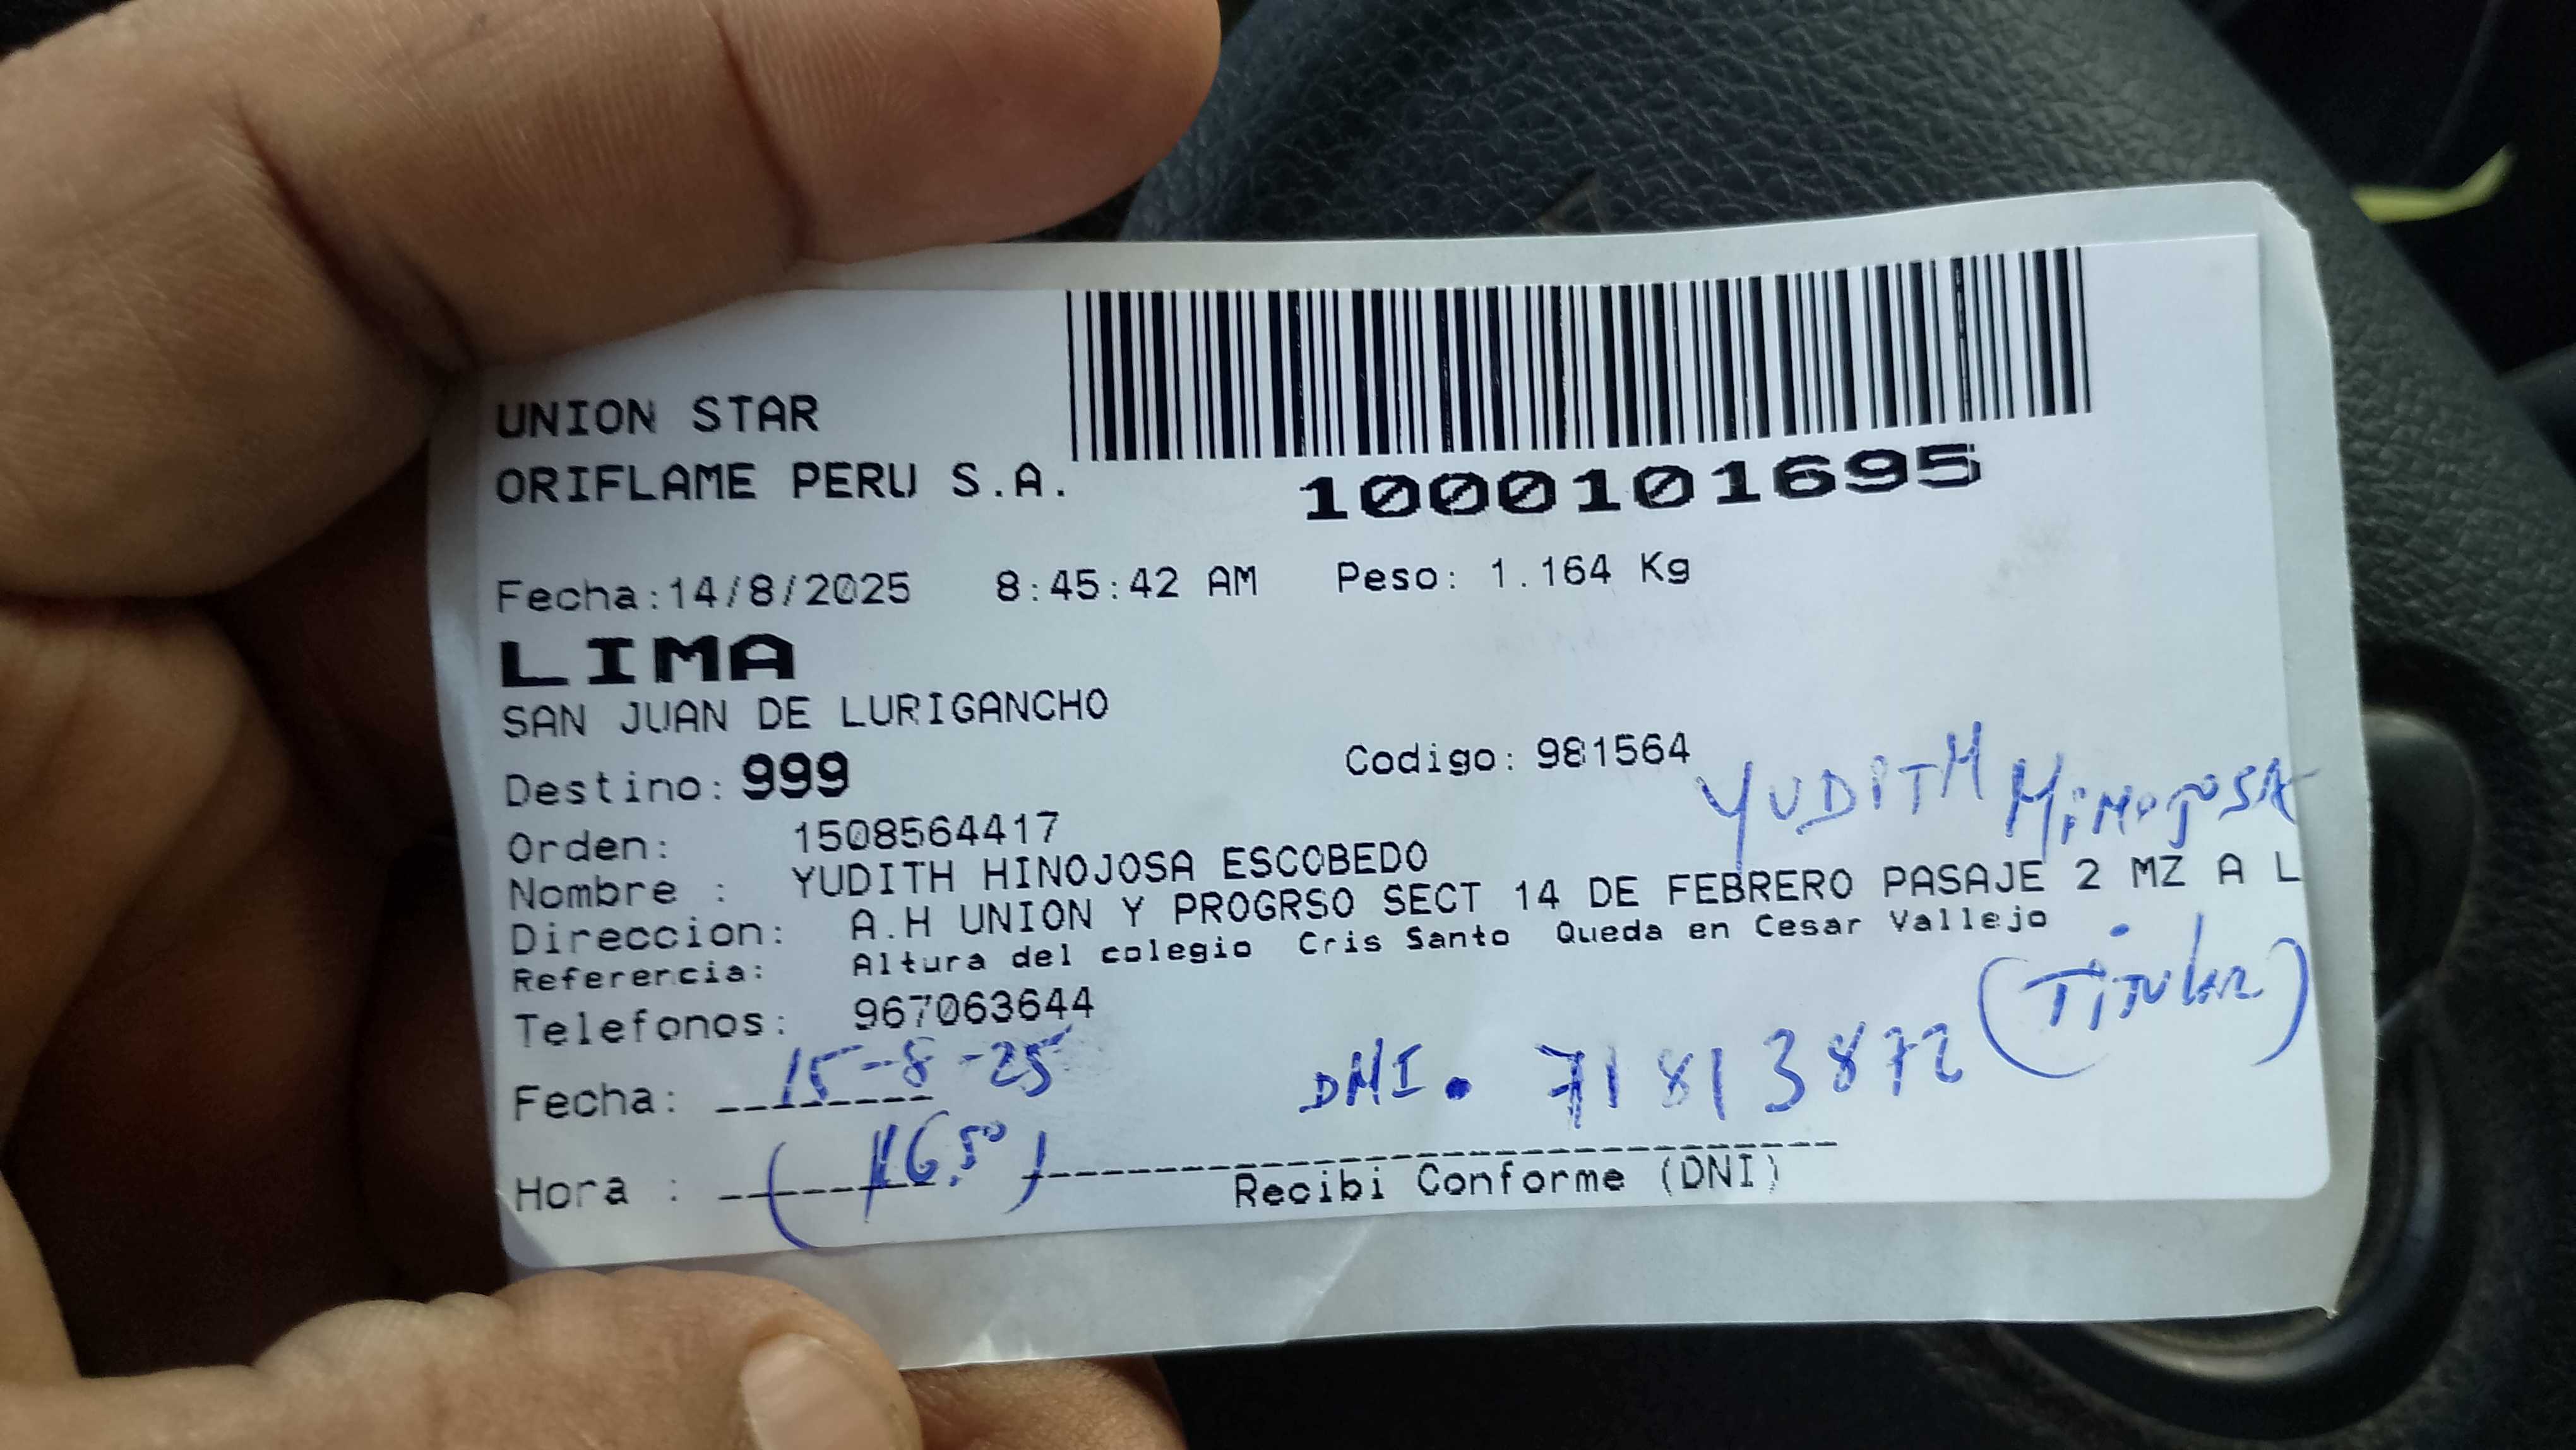 UNION STAR
ORIFLAME PERU S.A.
1000101695
Fecha:14/8/2025 8:45:42 AM Peso: 1.164 Kg
LIMA
SAN JUAN DE LURIGANCHO
Destino: 999 Codigo: 981564
YUDITH HINOJOSA
Orden: 1508564417
Nombre : YUDITH HINOJOSA ESCOBEDO
Direccion: A.H UNION Y PROGRSO SECT 14 DE FEBRERO PASAJE 2 MZ A L
Referercia: Altura del colegio Cris Santo Queda en Cesar Vallejo
Telefonos: 967063644
(Titular)
Fecha: 15-8-25 DNI. 71813872
Hora : (16.50)
Recibi Conforme (DNI)